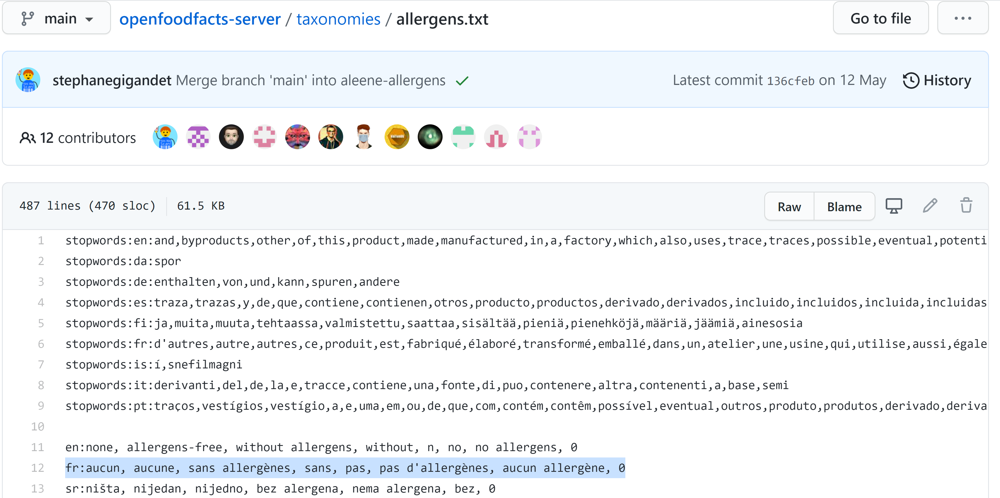 main
openfoodfacts-server / taxonomies / allergens.txt
Go to file
...
stephanegigandet Merge branch 'main' into aleene-allergens
Latest commit 136cfeb on 12 May
History
12 contributors
487 lines (470 sloc)
61.5 KB
Raw
Blame
1 stopwords:en:and,byproducts,other,of,this,product,made,manufactured,in,a,factory,which,also,uses,trace,traces,possible,eventual,potenti
2 stopwords:da:spor
3 stopwords:de:enthalten,von,und,kann,spuren,andere
4 stopwords:es:traza,trazas,y,de,que,contiene,contienen,otros,producto,productos,derivado,derivados,incluido,incluidos,incluida,incluidas
5 stopwords:fi:ja,muita,muuta,tehtaassa,valmistettu,saattaa,sisältää,pieniä,pienehköjä,määriä,jäämiä,ainesosia
6 stopwords:fr:d'autres,autre,autres,ce,produit,est,fabriqué,élaboré,transformé,emballé,dans,un,atelier,une,usine,qui,utilise,aussi,égale
7 stopwords:is:í,snefilmagni
8 stopwords:it:derivanti,del,de,la,e,tracce,contiene,una,fonte,di,puo,contenere,altra,contenenti,a,base,semi
9 stopwords:pt:traços,vestígios,vestígio,a,e,uma,em,ou,de,que,com,contém,contêm,possível,eventual,outros,produto,produtos,derivado,deriva
10
11 en:none, allergens-free, without allergens, without, n, no, no allergens, 0
12 fr:aucun, aucune, sans allergènes, sans, pas, pas d'allergènes, aucun allergène, 0
13 sr:ništa, nijedan, nijedno, bez alergena, nema alergena, bez, 0